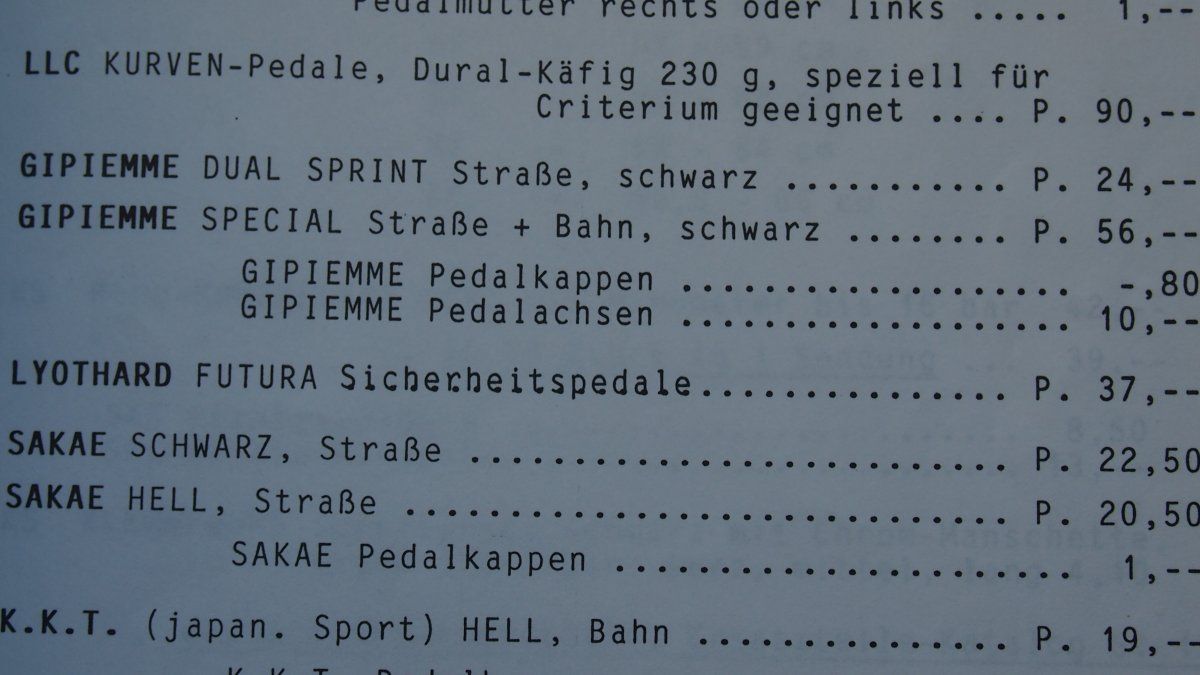 Pedalmutter rechts oder links ..... 1,--
LLC KURVEN-Pedale, Dural-Käfig 230 g, speziell für
Criterium geeignet .... P. 90,--
GIPIEMME DUAL SPRINT Straße, schwarz ........... P. 24,--
GIPIEMME SPECIAL Straße + Bahn, schwarz ........ P. 56,--
GIPIEMME Pedalkappen ................... -,80
GIPIEMME Pedalachsen ................... 10,--
LYOTHARD FUTURA Sicherheitspedale............... P. 37,--
SAKAE SCHWARZ, Straße ........................... P. 22,50
SAKAE HELL, Straße .............................. P. 20,50
SAKAE Pedalkappen ....................... 1,--
K.K.T. (japan. Sport) HELL, Bahn ................ P. 19,--